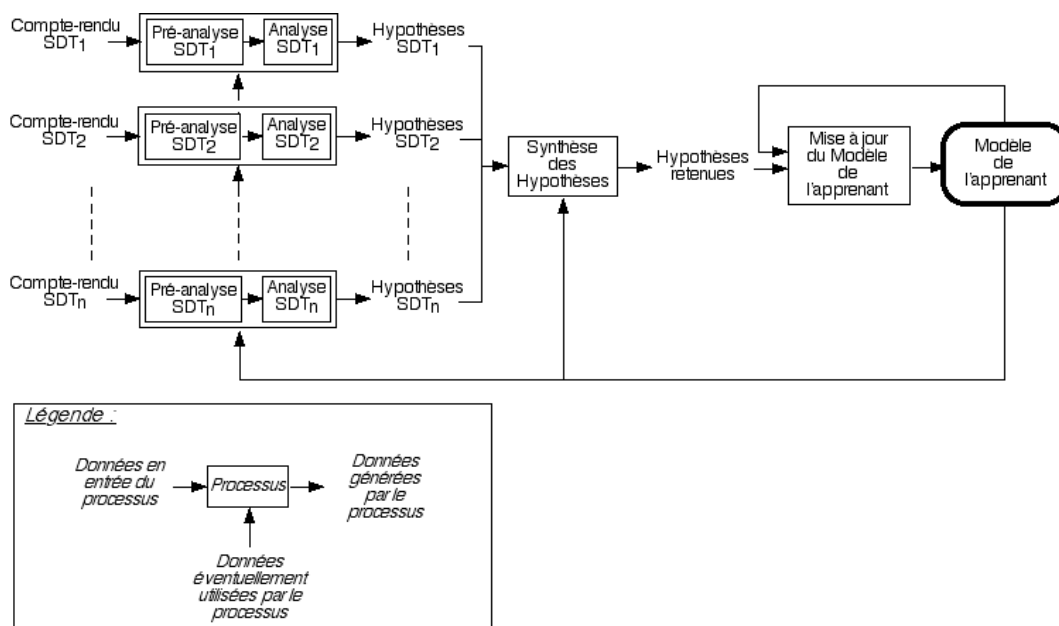 Compte-rendu
SDT1
Pré-analyse
SDT1
Analyse
SDT1
Hypothèses
SDT1
Compte-rendu
SDT2
Pré-analyse
SDT2
Analyse
SDT2
Hypothèses
SDT2
Compte-rendu
SDTn
Pré-analyse
SDTn
Analyse
SDTn
Hypothèses
SDTn
Synthèse
des
Hypothèses
Hypothèses
retenues
Mise à jour
du Modèle
de
l'apprenant
Modèle
de
l'apprenant
Légende :
Données en
entrée du
processus
Processus
Données
générées
par le
processus
Données
éventuellement
utilisées par le
processus